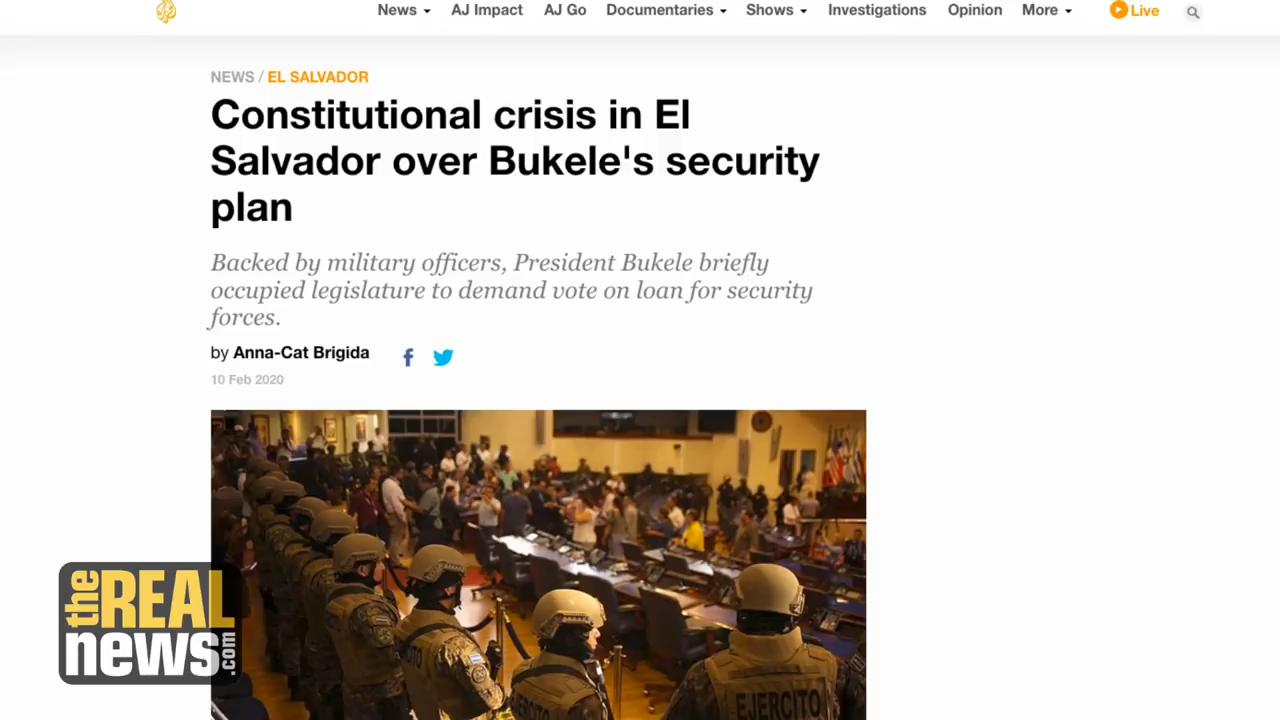 News AJ Impact AJ Go Documentaries Shows Investigations Opinion More Live
NEWS / EL SALVADOR
Constitutional crisis in El
Salvador over Bukele's security
plan
Backed by military officers, President Bukele briefly
occupied legislature to demand vote on loan for security
forces.
by Anna-Cat Brigida
10 Feb 2020
the REAL
news.com
EJERCITO